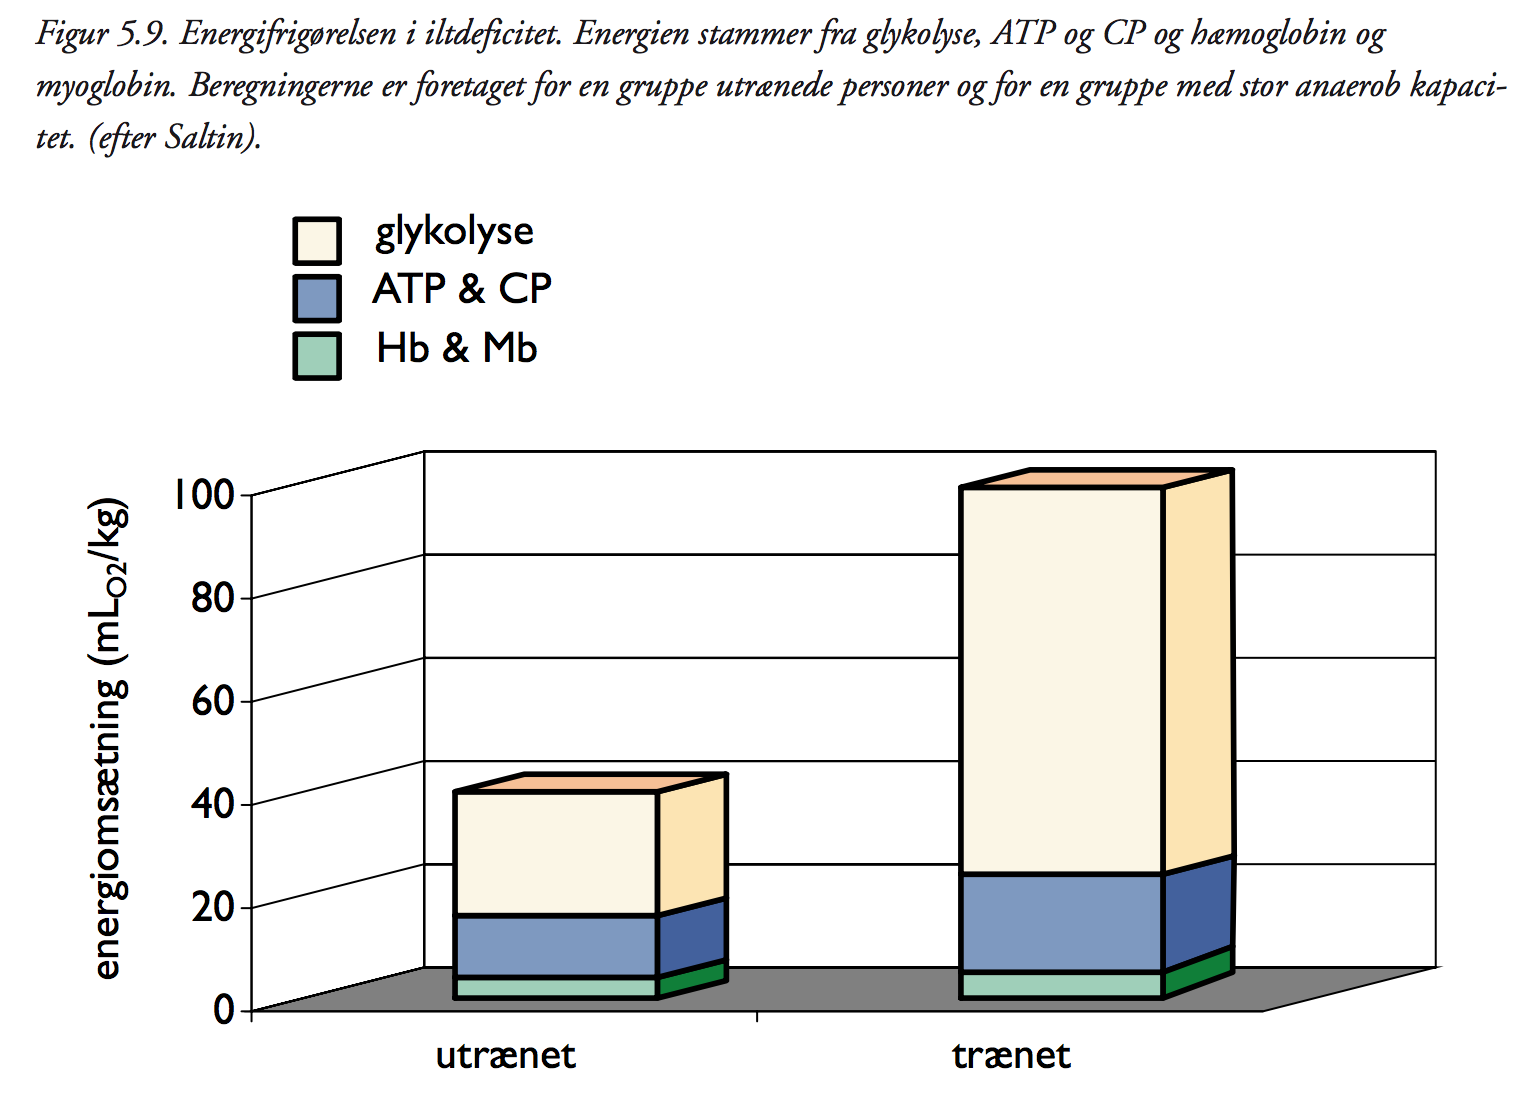 Figur 5.9. Energifrigørelsen i iltdeficitet. Energien stammer fra glykolyse, ATP og CP og hæmoglobin og
myoglobin. Beregningerne er foretaget for en gruppe utrænede personer og for en gruppe med stor anaerob kapaci-
tet. (efter Saltin).
glykolyse
ATP & CP
Hb & Mb
energiomsætning (mLO2/kg)
100
80
60
40
20
0
utrænet
trænet